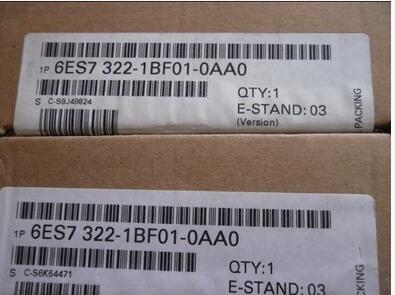 1P 6ES7 322-1BF01-0AA0
S C-S9J49824
QTY:1
E-STAND: 03
(Version)
PACKING
1P 6ES7 322-1BF01-0AA0
S C-S6K54471
QTY:1
E-STAND: 03